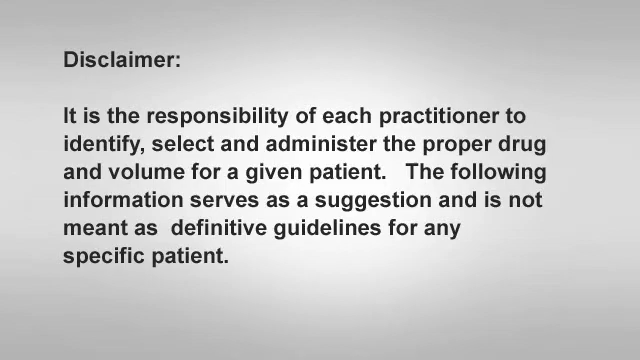 Disclaimer:
It is the responsibility of each practitioner to
identify, select and administer the proper drug
and volume for a given patient.   The following
information serves as a suggestion and is not
meant as  definitive guidelines for any
specific patient.